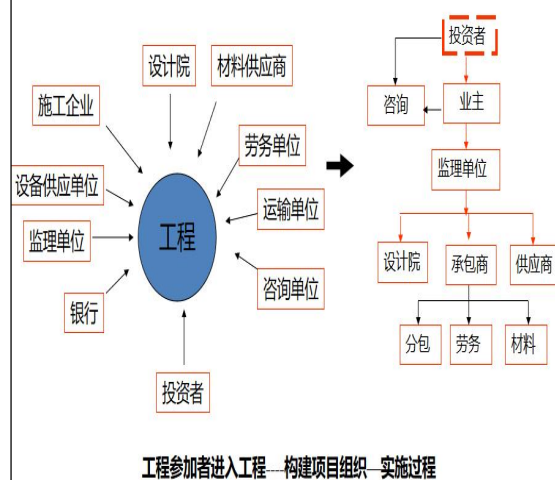 设计院
材料供应商
施工企业
劳务单位
设备供应单位
运输单位
监理单位
工程
咨询单位
银行
投资者
投资者
咨询
业主
监理单位
设计院
承包商
供应商
分包
劳务
材料
工程参加者进入工程----构建项目组织—实施过程